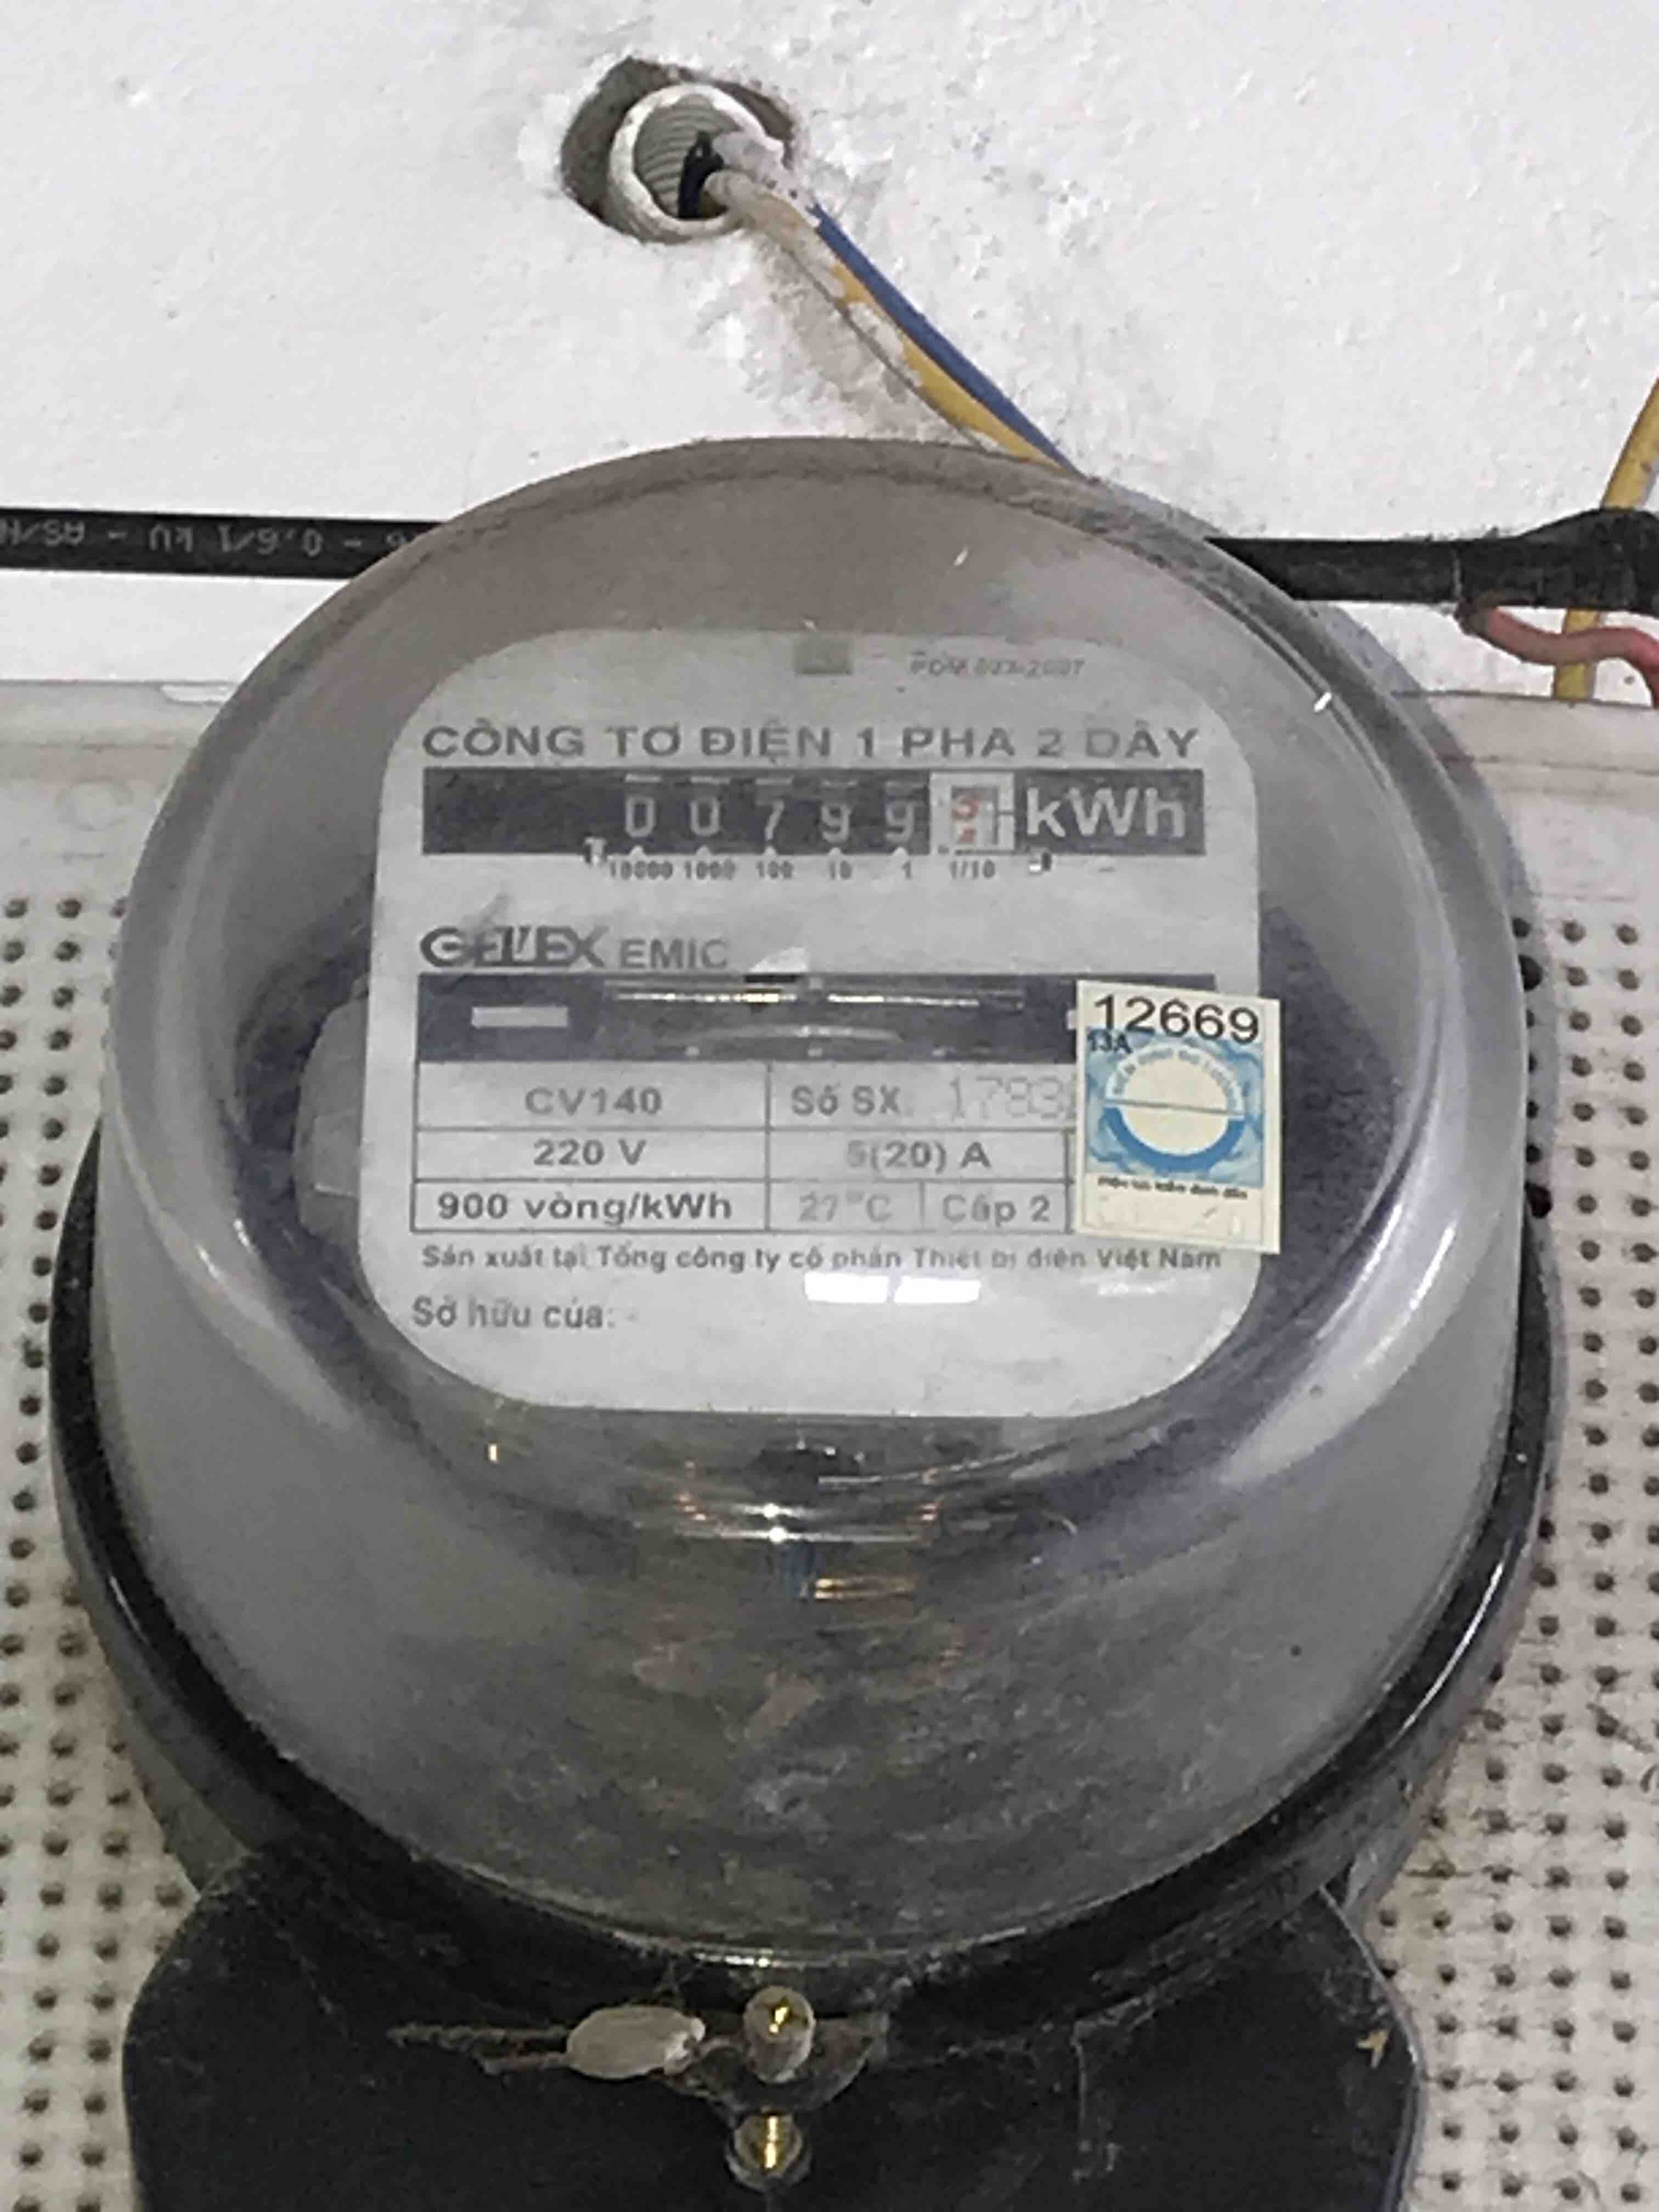 CÔNG TƠ ĐIỆN 1 PHA 2 DÂY
0 0 7 9 9 kWh
10000 1000 100 10 1 1/10
GELEX EMIC
12669
13A
CV140 Số SX.
220 V 5(20) A
900 vòng/kWh 27°C Cấp 2
Sản xuất tại Tổng công ty cổ phần Thiết bị điện Việt Nam
Sở hữu của: